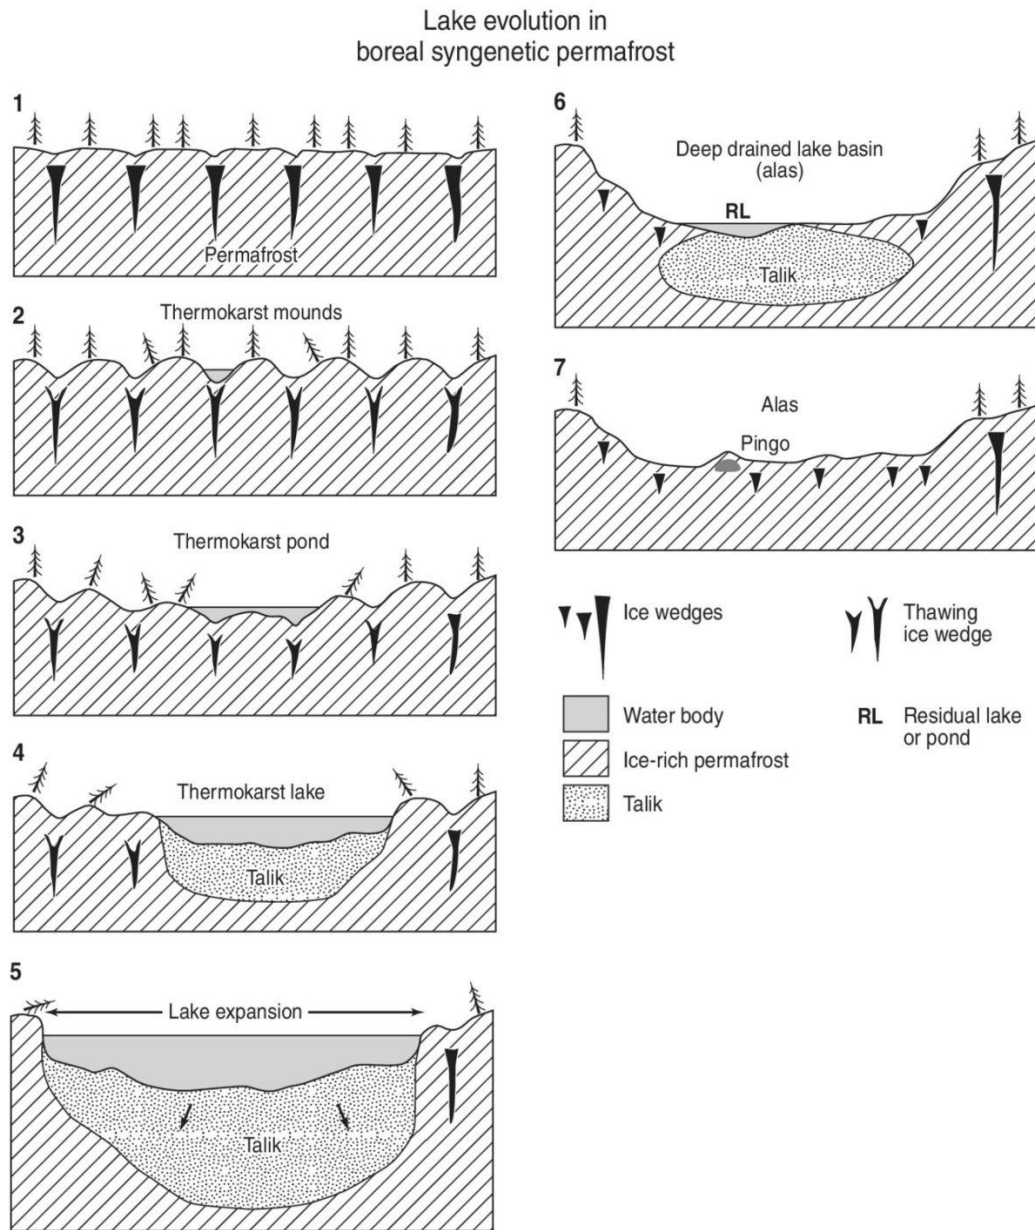 Lake evolution in
boreal syngenetic permafrost
1
Permafrost
2
Thermokarst mounds
3
Thermokarst pond
4
Thermokarst lake
Talik
5
Lake expansion
Talik
6
Deep drained lake basin
(alas)
RL
Talik
7
Alas
Pingo
Ice wedges
Thawing
ice wedge
Water body
RL Residual lake
or pond
Ice-rich permafrost
Talik